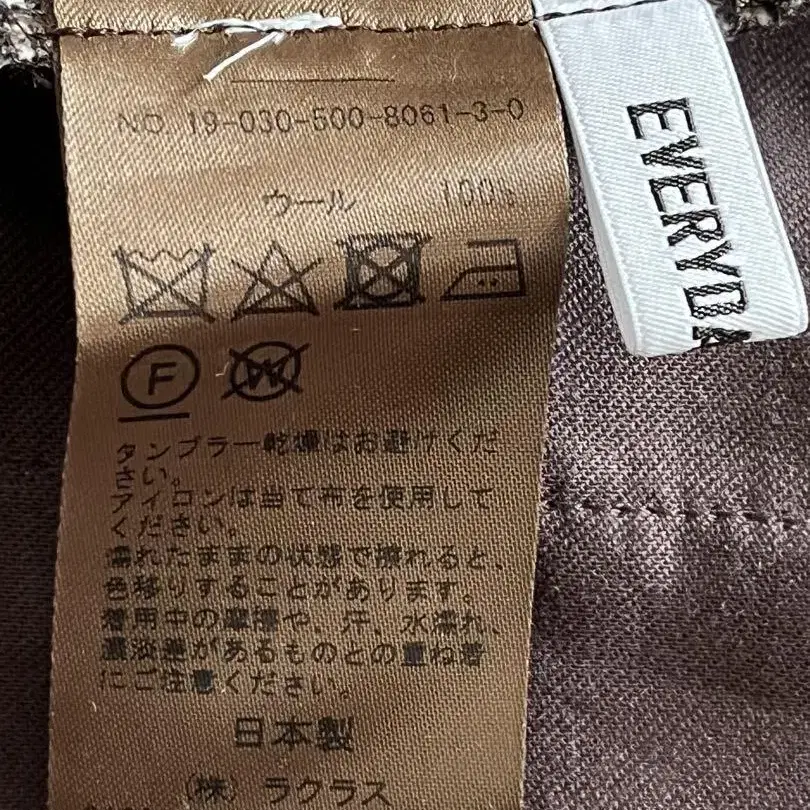 NO. 19-030-500-8061-3-0
ウール 100%
F W
タンブラー乾燥はお避けくだ
さい。
アイロンは当て布を使用して
ください。
濡れたままの状態で擦れると、
色移りすることがあります。
着用中の摩擦や、汗、水濡れ、
濃淡差があるものとの重ね着
にご注意ください。
日本製
(株) ラクラス
EVERYDA